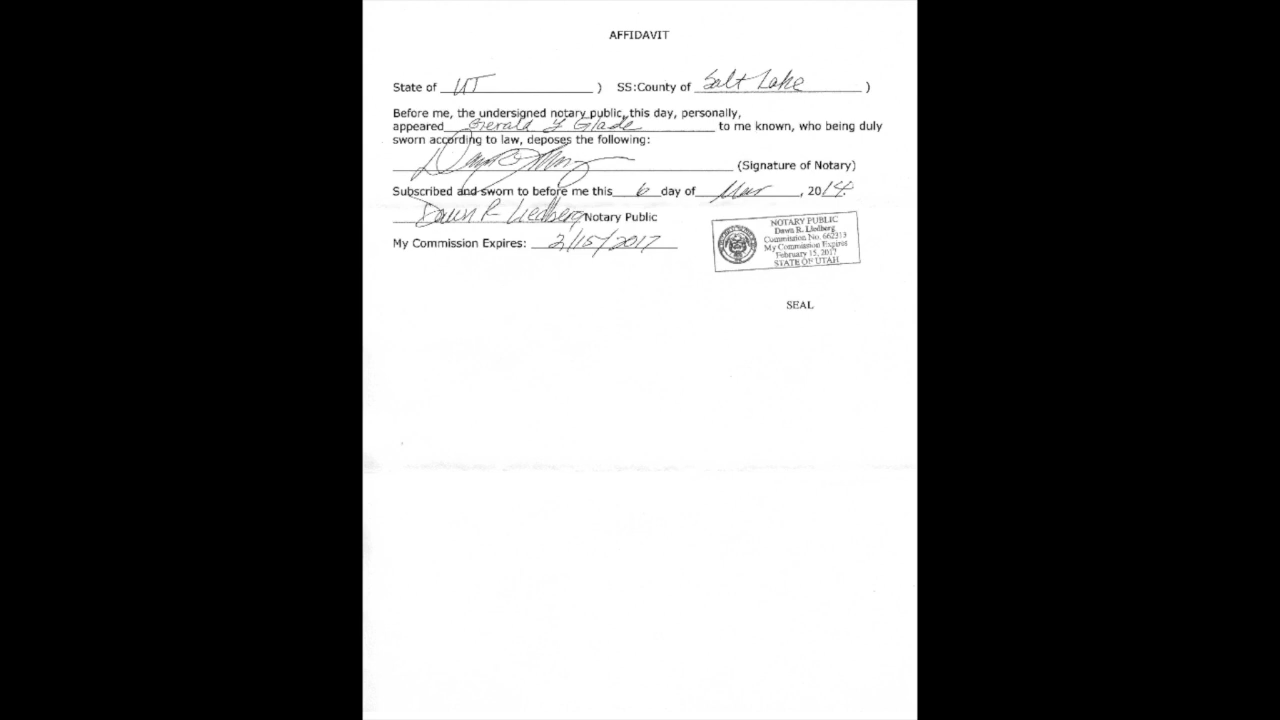 AFFIDAVIT
State of UT ) SS:County of Salt Lake )
Before me, the undersigned notary public, this day, personally,
appeared Gerald Glade to me known, who being duly
sworn according to law, deposes the following:
(Signature of Notary)
Subscribed and sworn to before me this 6 day of Mar , 2014
Dawn R Liedberg Notary Public
My Commission Expires: 2/15/2017
NOTARY PUBLIC
Dawn R. Liedberg
Commission No. 662313
My Commission Expires
February 15, 2017
STATE OF UTAH
SEAL